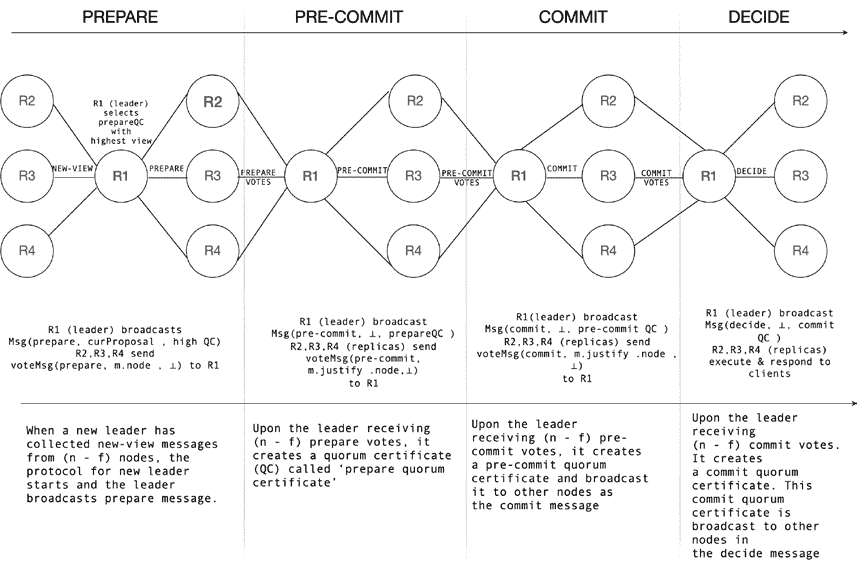 PREPARE
PRE-COMMIT
COMMIT
DECIDE
R2
R3
R4
R1 (leader)
selects
prepareQC
with
highest view
NEW-VIEW
R1
PREPARE
R2
R3
R4
PREPARE
VOTES
R1
PRE-COMMIT
R2
R3
R4
PRE-COMMIT
VOTES
R1
COMMIT
R2
R3
R4
COMMIT
VOTES
R1
DECIDE
R2
R3
R4
R1 (leader) broadcasts
Msg(prepare, curProposal , high QC)
R2,R3,R4 send
voteMsg(prepare, m.node , ⊥) to R1
R1 (leader) broadcast
Msg(pre-commit, ⊥, prepareQC )
R2,R3,R4 (replicas) send
voteMsg(pre-commit,
m.justify .node,⊥)
to R1
R1(leader) broadcast
Msg(commit, ⊥, pre-commit QC )
R2,R3,R4 (replicas) send
voteMsg(commit, m.justify .node ,
⊥)
to R1
R1 (leader) broadcast
Msg(decide, ⊥, commit
QC )
R2,R3,R4 (replicas)
execute & respond to
clients
When a new leader has
collected new-view messages
from (n - f) nodes, the
protocol for new leader
starts and the leader
broadcasts prepare message.
Upon the leader receiving
(n - f) prepare votes, it
creates a quorum certificate
(QC) called ‘prepare quorum
certificate’
Upon the leader
receiving (n - f) pre-
commit votes, it creates
a pre-commit quorum
certificate and broadcast
it to other nodes as
the commit message
Upon the leader
receiving
(n - f) commit votes.
It creates
a commit quorum
certificate. This
commit quorum
certificate is
broadcast to other
nodes in
the decide message